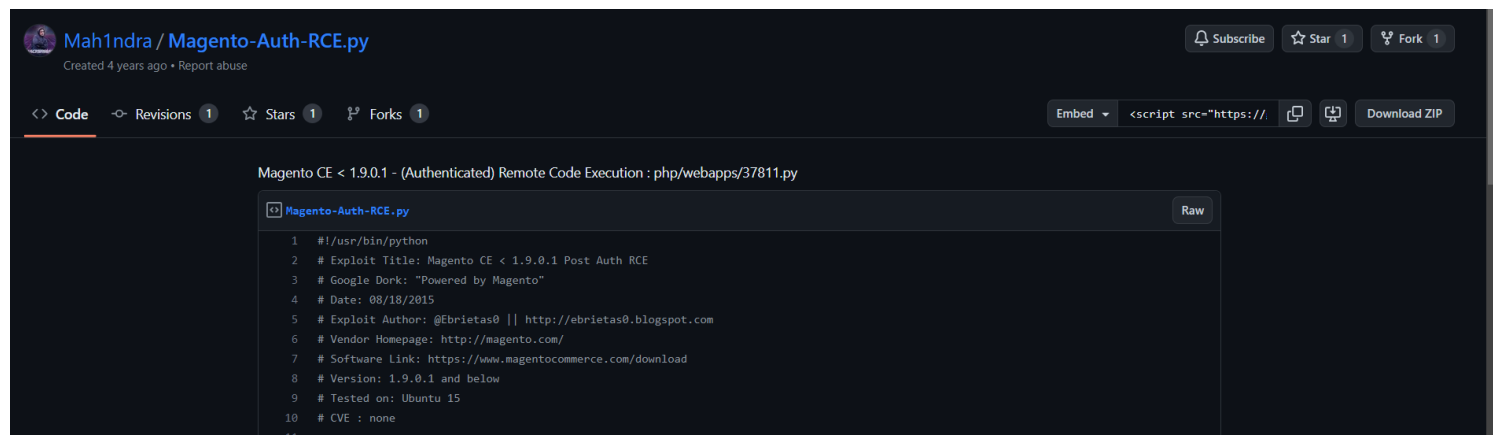 Mah1ndra / Magento-Auth-RCE.py
Subscribe Star 1 Fork 1
Created 4 years ago • Report abuse
Code Revisions 1 Stars 1 Forks 1
Embed <script src="https:// Download ZIP
Magento CE < 1.9.0.1 - (Authenticated) Remote Code Execution : php/webapps/37811.py
Magento-Auth-RCE.py Raw
1 #!/usr/bin/python
2 # Exploit Title: Magento CE < 1.9.0.1 Post Auth RCE
3 # Google Dork: "Powered by Magento"
4 # Date: 08/18/2015
5 # Exploit Author: @Ebrietas0 || http://ebrietas0.blogspot.com
6 # Vendor Homepage: http://magento.com/
7 # Software Link: https://www.magentocommerce.com/download
8 # Version: 1.9.0.1 and below
9 # Tested on: Ubuntu 15
10 # CVE : none